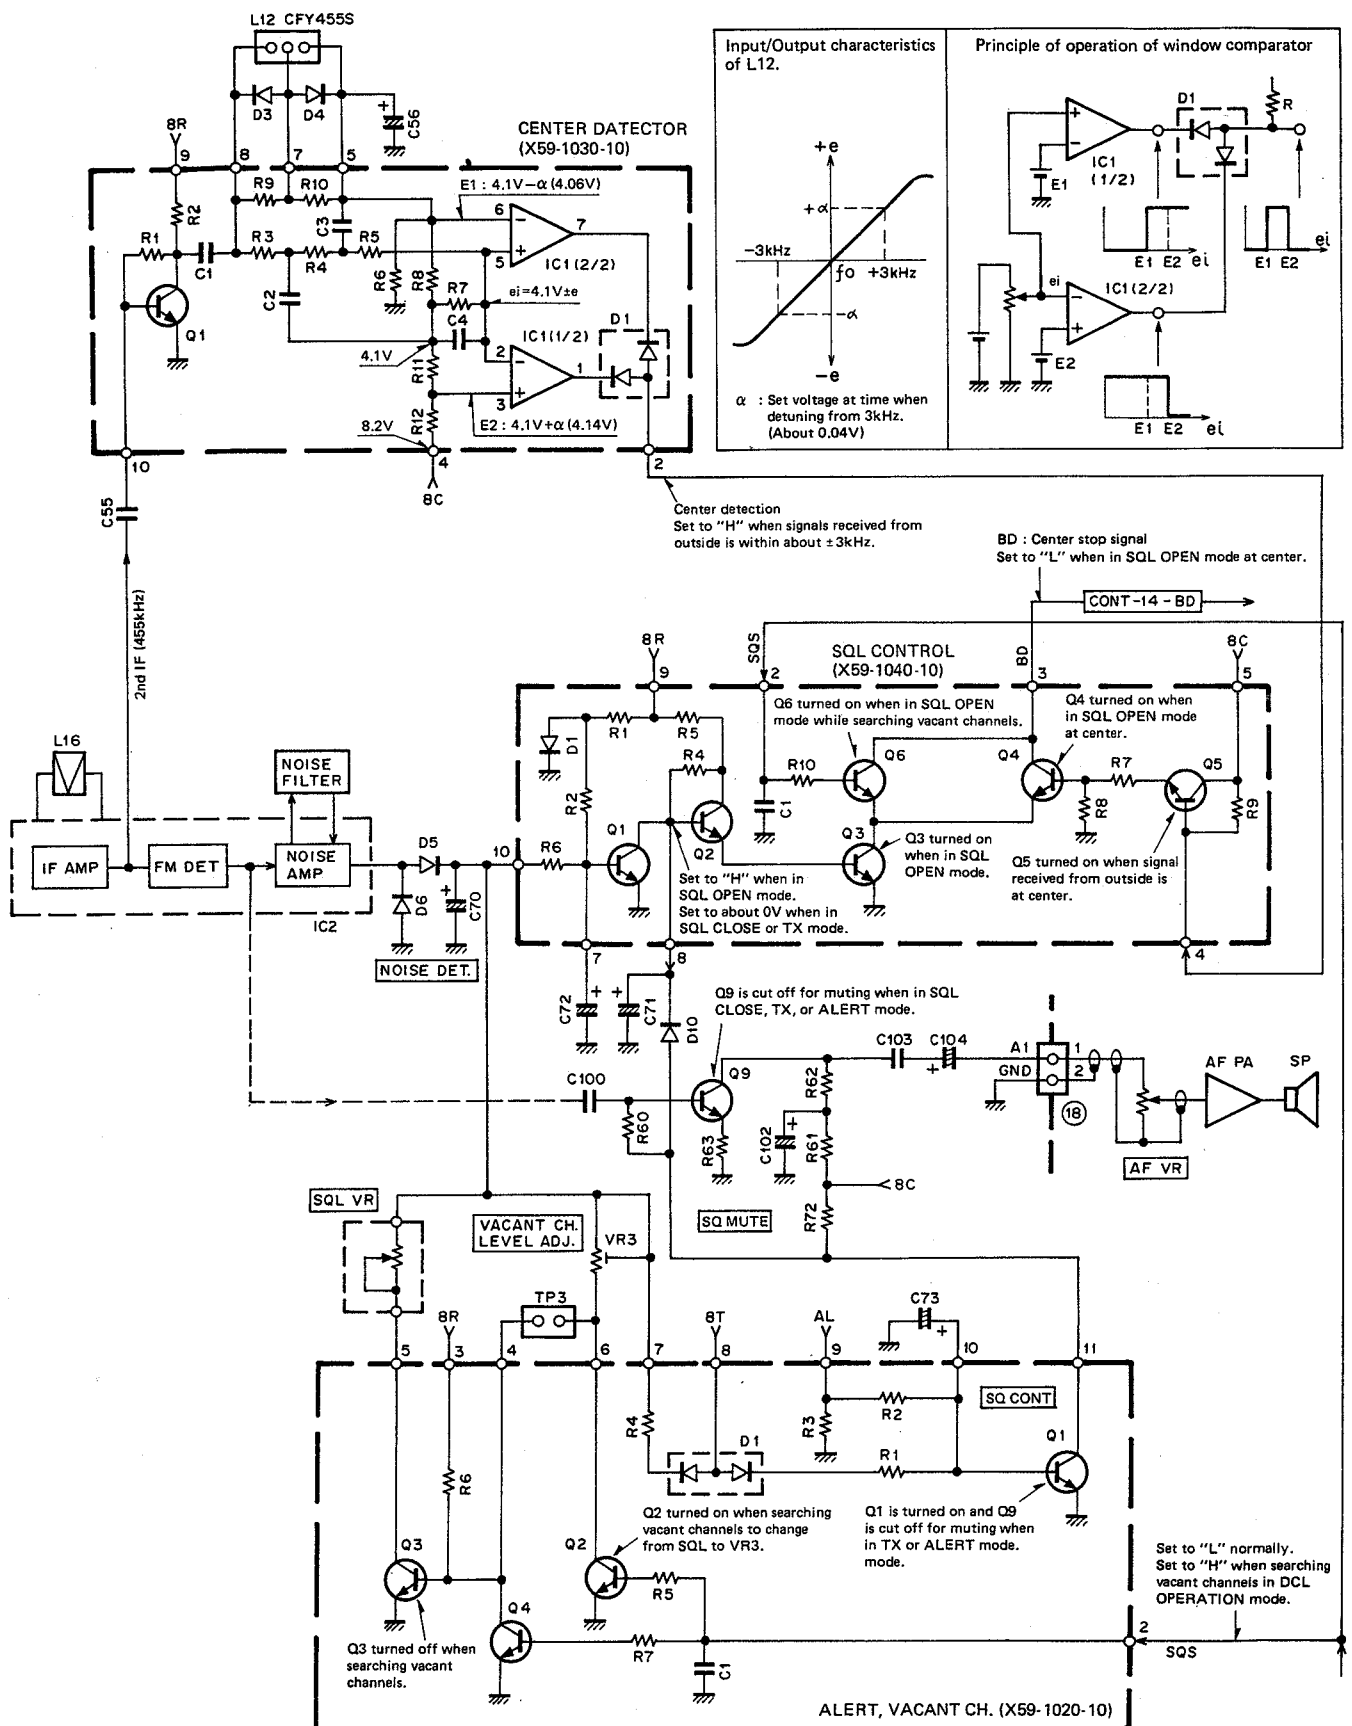 L12 CFY455S
D3
D4
C56
8R
9
8
7
5
CENTER DATECTOR
(X59-1030-10)
R9
R10
E1 : 4.1V−α (4.06V)
R2
C3
6
7
R1
R3
R4
R5
5
IC1 (2/2)
C1
R6
R8
R7
ei=4.1V±e
C2
C4
Q1
IC1(1/2)
D1
4.1V
2
1
R11
3
R12
E2 : 4.1V+α (4.14V)
8.2V
10
4
2
8C
C55
Input/Output characteristics
of L12.
+e
+α
−3kHz
fo
+3kHz
−α
−e
α : Set voltage at time when
detuning from 3kHz.
(About 0.04V)
Principle of operation of window comparator
D1
R
IC1
(1/2)
E1
E1
E2
ei
E1
E2
ei
ei
IC1(2/2)
E2
E1
E2
ei
Center detection
Set to "H" when signals received from
outside is within about ±3kHz.
BD : Center stop signal
Set to "L" when in SQL OPEN mode at center.
CONT-14-BD
2nd IF (455kHz)
8R
SQS
SQL CONTROL
(X59-1040-10)
BD
8C
9
2
3
5
Q6 turned on when in SQL OPEN
mode while searching vacant channels.
Q4 turned on when
in SQL OPEN mode
at center.
D1
R1
R5
R4
R10
Q6
Q4
R7
Q5
R2
C1
R8
R9
Q1
Q2
Q3
Q3 turned on
when in SQL
OPEN mode.
Q5 turned on when signal
received from outside is
at center.
10
R6
Set to "H" when in
SQL OPEN mode.
Set to about 0V when in
SQL CLOSE or TX mode.
7
8
4
L16
NOISE
FILTER
IF AMP
FM DET
NOISE
AMP
D5
D6
C70
IC2
NOISE DET.
C72
C71
D10
Q9 is cut off for muting when in SQL
CLOSE, TX, or ALERT mode.
C100
Q9
C103
C104
A1
1
GND
2
18
AF PA
SP
R62
R60
R63
C102
R61
AF VR
8C
SQL VR
VACANT CH.
LEVEL ADJ.
VR3
SQ MUTE
R72
TP3
8R
8T
AL
C73
5
3
4
6
7
8
9
10
11
SQ CONT
R4
R3
R2
D1
R1
Q1
R6
Q2 turned on when searching
vacant channels to change
from SQL to VR3.
Q1 is turned on and Q9
is cut off for muting when
in TX or ALERT mode.
mode.
Q3
Q2
R5
Set to "L" normally.
Set to "H" when searching
vacant channels in DCL
OPERATION mode.
Q4
Q3 turned off when
searching vacant
channels.
R7
C1
2
SQS
ALERT, VACANT CH. (X59-1020-10)